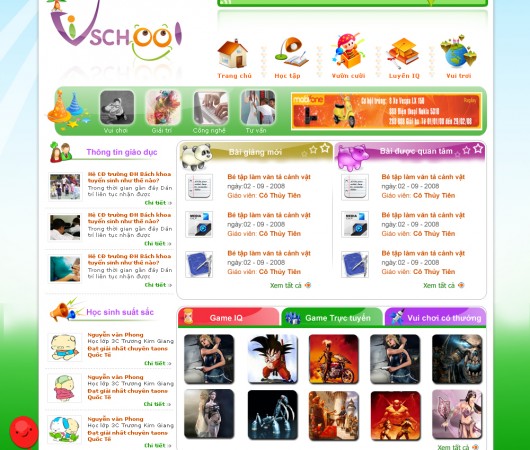 iSCHOOL
Trang chủ
Học tập
Vườn cười
Luyện IQ
Vui trơi
Vui chơi
Giải trí
Công nghệ
Tư vấn
mobifone
Thông tin giáo dục
Hè CĐ trường ĐH Bách khoa
tuyển sinh như thế nào?
Trong thời gian gần đây Dân
trí liên tục nhận được
Chi tiết
Hè CĐ trường ĐH Bách khoa
tuyển sinh như thế nào?
Trong thời gian gần đây Dân
trí liên tục nhận được
Chi tiết
Hè CĐ trường ĐH Bách khoa
tuyển sinh như thế nào?
Trong thời gian gần đây Dân
trí liên tục nhận được
Chi tiết
Bài giảng mới
Bé tập làm văn tả cảnh vật
ngày 02 - 09 - 2008
Giáo viên: Cô Thủy Tiên
Bé tập làm văn tả cảnh vật
ngày 02 - 09 - 2008
Giáo viên: Cô Thủy Tiên
Bé tập làm văn tả cảnh vật
ngày 02 - 09 - 2008
Giáo viên: Cô Thủy Tiên
Xem tất cả
Bài được quan tâm
Bé tập làm văn tả cảnh vật
ngày 02 - 09 - 2008
Giáo viên: Cô Thủy Tiên
Bé tập làm văn tả cảnh vật
ngày 02 - 09 - 2008
Giáo viên: Cô Thủy Tiên
Bé tập làm văn tả cảnh vật
ngày 02 - 09 - 2008
Giáo viên: Cô Thủy Tiên
Xem tất cả
Học sinh suất sắc
Nguyễn văn Phong
Học lớp 3C Trương Kim Giang
Đạt giải nhất chuyên taono
Quốc Tế
Chi tiết
Nguyễn văn Phong
Học lớp 3C Trương Kim Giang
Đạt giải nhất chuyên taono
Quốc Tế
Chi tiết
Nguyễn văn Phong
Học lớp 3C Trương Kim Giang
Đạt giải nhất chuyên taono
Quốc Tế
Chi tiết
Game IQ
Game Trực tuyến
Vui chơi có thưởng
Xem tất cả